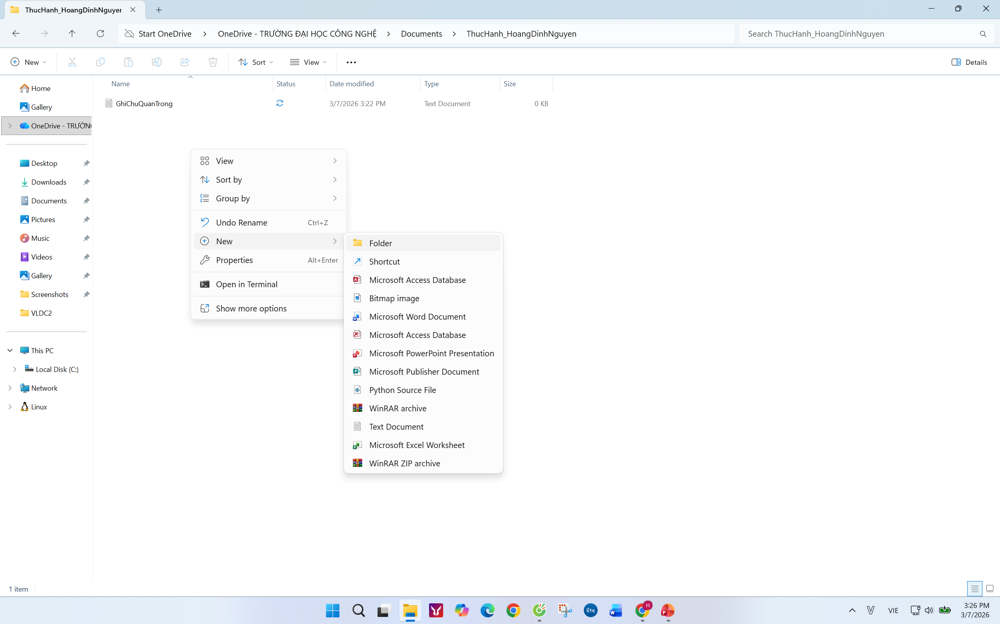 ThucHanh_HoangDinhNguyen
Start OneDrive > OneDrive - TRƯỜNG ĐẠI HỌC CÔNG NGHỆ > Documents > ThucHanh_HoangDinhNguyen
Search ThucHanh_HoangDinhNguyen
New
Sort
View
Details
Name Status Date modified Type Size
GhiChuQuanTrong 3/7/2026 3:22 PM Text Document 0 KB
Home
Gallery
OneDrive - TRƯỜNG
Desktop
Downloads
Documents
Pictures
Music
Videos
Gallery
Screenshots
VLDC2
This PC
Local Disk (C:)
Network
Linux
View
Sort by
Group by
Undo Rename Ctrl+Z
New
Properties Alt+Enter
Open in Terminal
Show more options
Folder
Shortcut
Microsoft Access Database
Bitmap image
Microsoft Word Document
Microsoft Access Database
Microsoft PowerPoint Presentation
Microsoft Publisher Document
Python Source File
WinRAR archive
Text Document
Microsoft Excel Worksheet
WinRAR ZIP archive
1 item
lite
H
V
VIE
3:26 PM
3/7/2026